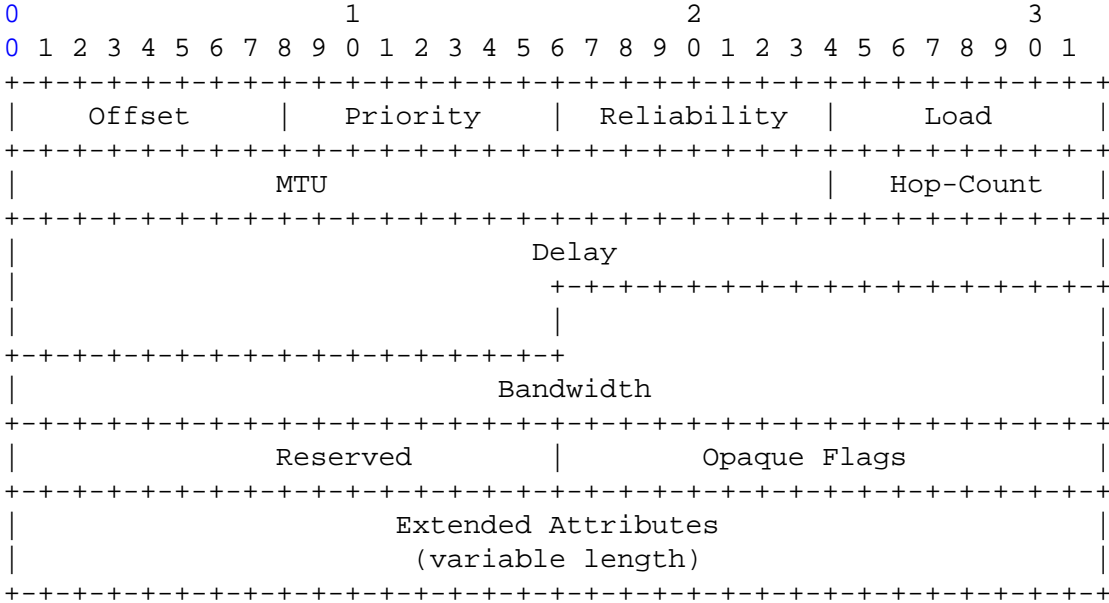 0                   1                   2                   3
0 1 2 3 4 5 6 7 8 9 0 1 2 3 4 5 6 7 8 9 0 1 2 3 4 5 6 7 8 9 0 1
+-+-+-+-+-+-+-+-+-+-+-+-+-+-+-+-+-+-+-+-+-+-+-+-+-+-+-+-+-+-+-+-+
|    Offset     |   Priority    |  Reliability  |     Load      |
+-+-+-+-+-+-+-+-+-+-+-+-+-+-+-+-+-+-+-+-+-+-+-+-+-+-+-+-+-+-+-+-+
|               MTU                             |   Hop-Count   |
+-+-+-+-+-+-+-+-+-+-+-+-+-+-+-+-+-+-+-+-+-+-+-+-+-+-+-+-+-+-+-+-+
|                              Delay                            |
|                               +-+-+-+-+-+-+-+-+-+-+-+-+-+-+-+-+
|                               |                               |
+-+-+-+-+-+-+-+-+-+-+-+-+-+-+-+-+                               |
|                            Bandwidth                          |
+-+-+-+-+-+-+-+-+-+-+-+-+-+-+-+-+-+-+-+-+-+-+-+-+-+-+-+-+-+-+-+-+
|               Reserved        |        Opaque Flags           |
+-+-+-+-+-+-+-+-+-+-+-+-+-+-+-+-+-+-+-+-+-+-+-+-+-+-+-+-+-+-+-+-+
|                      Extended Attributes                      |
|                       (variable length)                       |
+-+-+-+-+-+-+-+-+-+-+-+-+-+-+-+-+-+-+-+-+-+-+-+-+-+-+-+-+-+-+-+-+